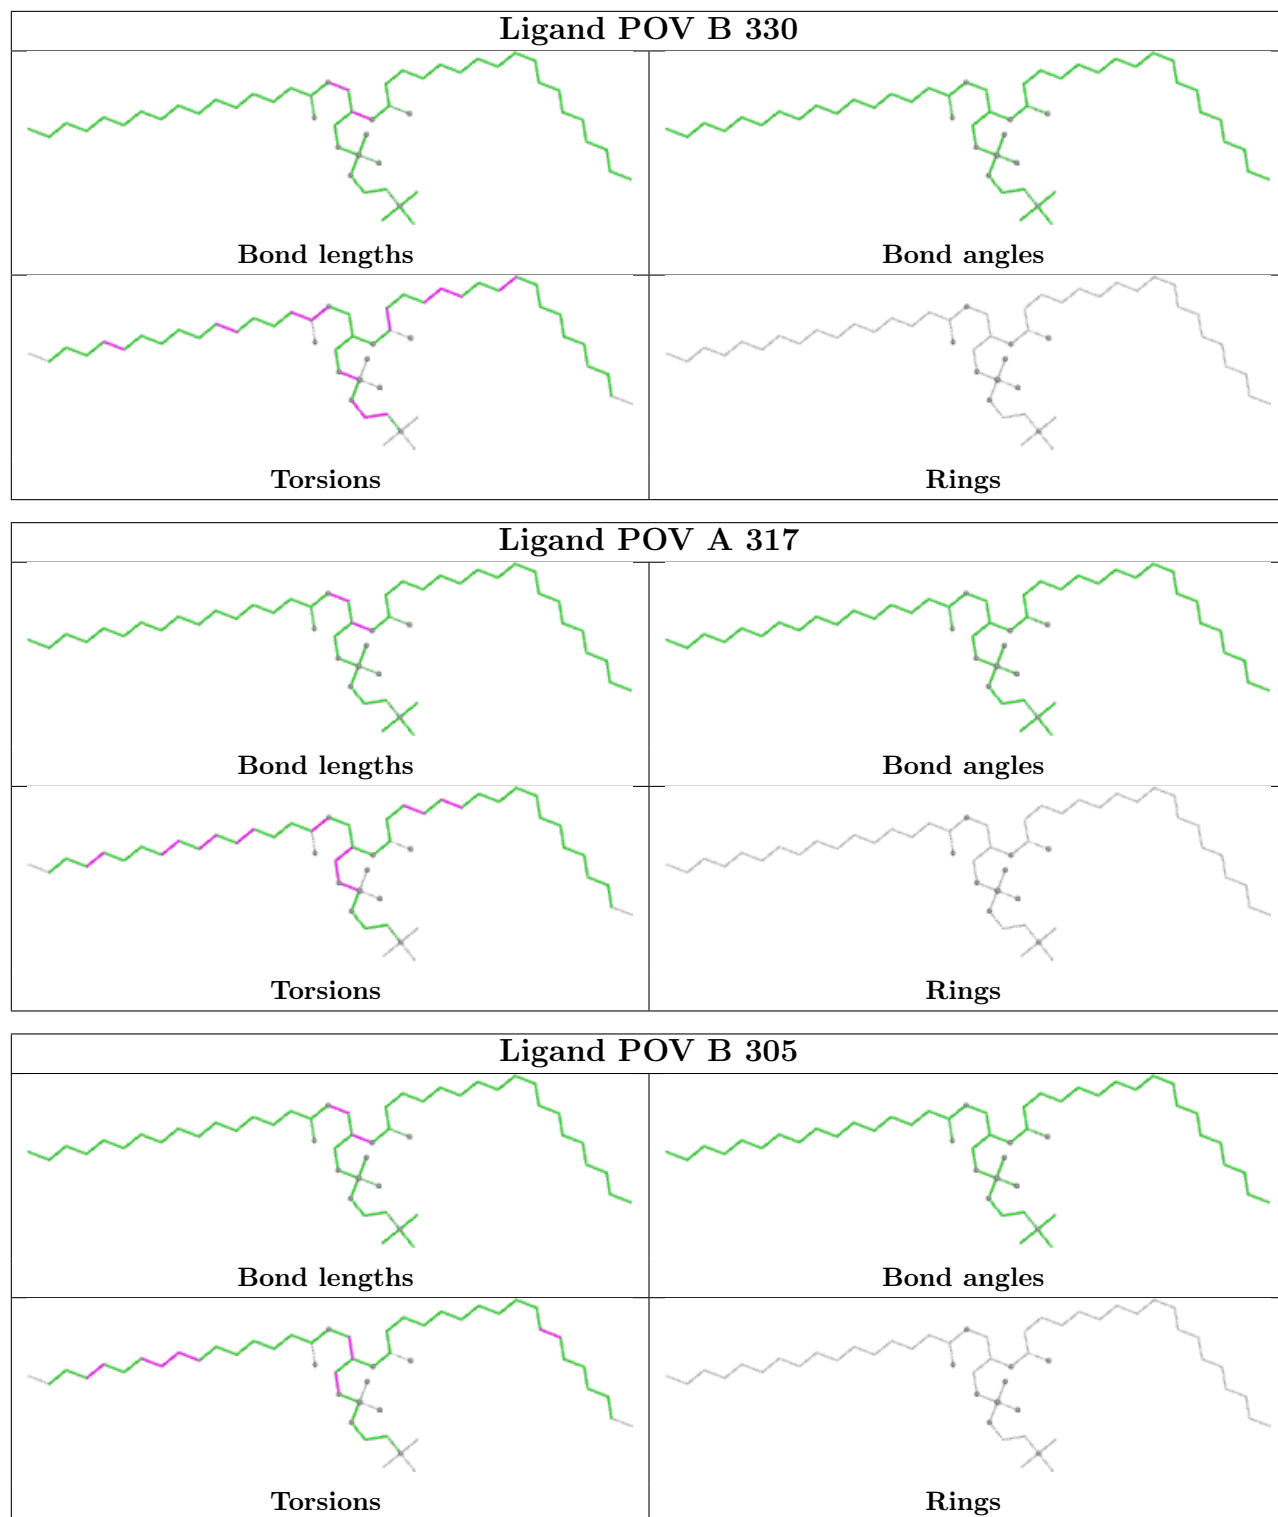 Ligand POV B 330
Bond lengths
Bond angles
Torsions
Rings
Ligand POV A 317
Bond lengths
Bond angles
Torsions
Rings
Ligand POV B 305
Bond lengths
Bond angles
Torsions
Rings